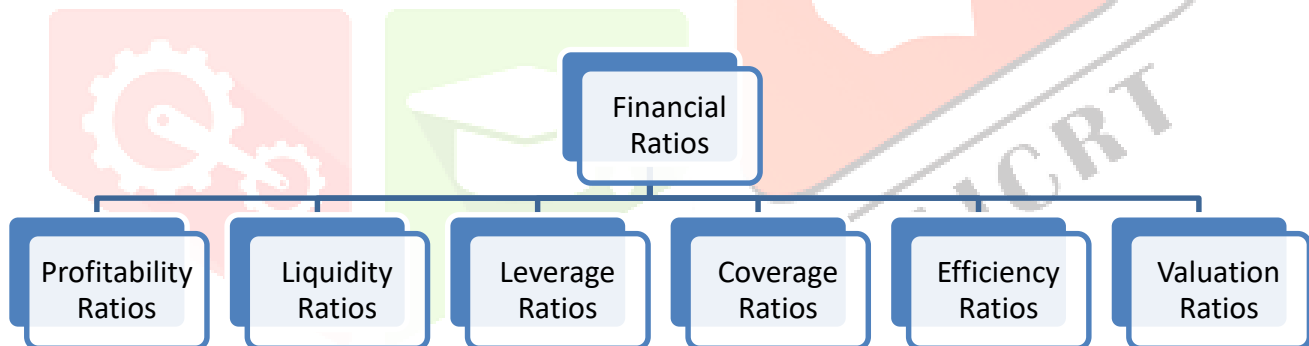 Financial
Ratios
Profitability
Ratios
Liquidity
Ratios
Leverage
Ratios
Coverage
Ratios
Efficiency
Ratios
Valuation
Ratios